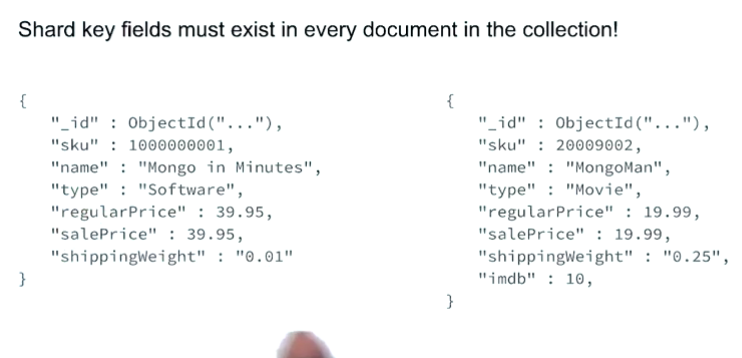 Shard key fields must exist in every document in the collection!
{
"_id" : ObjectId("..."),
"sku" : 1000000001,
"name" : "Mongo in Minutes",
"type" : "Software",
"regularPrice" : 39.95,
"salePrice" : 39.95,
"shippingWeight" : "0.01"
}
{
"_id" : ObjectId("..."),
"sku" : 20009002,
"name" : "MongoMan",
"type" : "Movie",
"regularPrice" : 19.99,
"salePrice" : 19.99,
"shippingWeight" : "0.25",
"imdb" : 10,
}